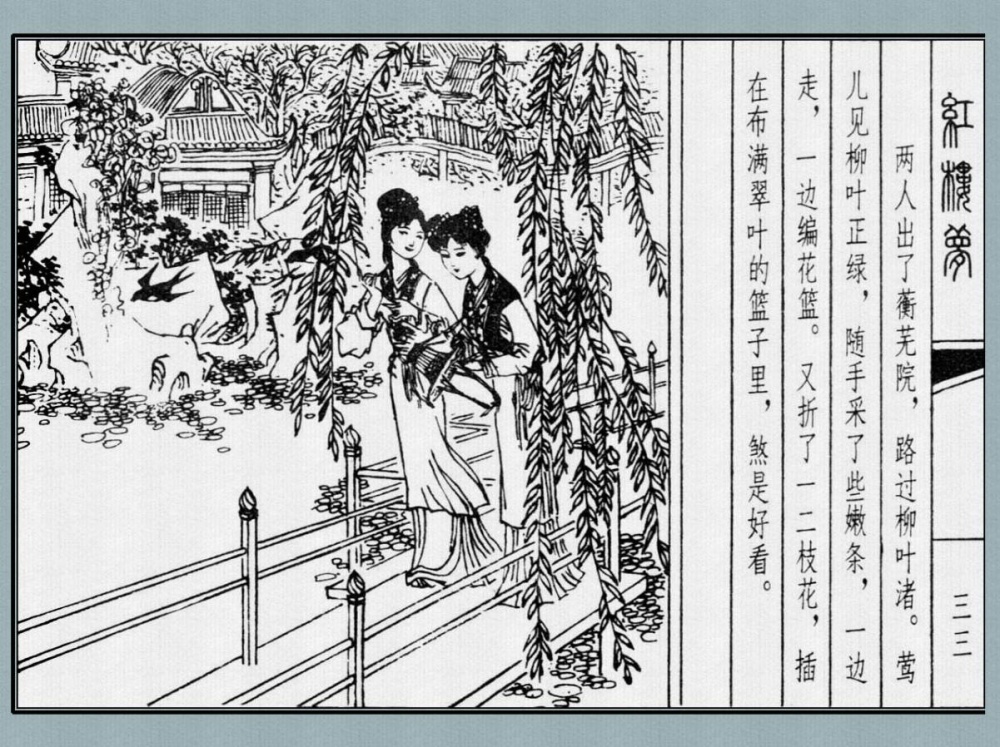 红楼梦
三三
两人出了蘅芜院，路过柳叶渚。莺
儿见柳叶正绿，随手采了些嫩条，一边
走，一边编花篮。又折了一二枝花，插
在布满翠叶的篮子里，煞是好看。